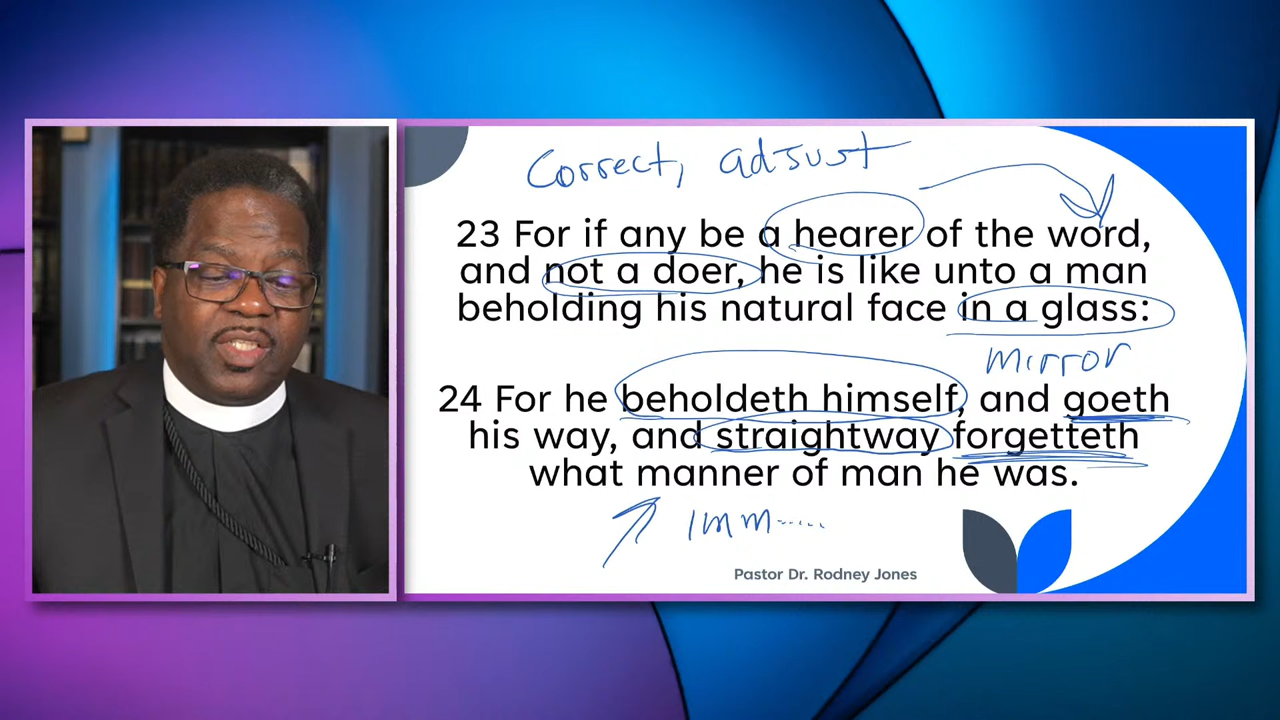 Correct, adjust
23 For if any be a hearer of the word,
and not a doer, he is like unto a man
beholding his natural face in a glass:
mirror
24 For he beholdeth himself, and goeth
his way, and straightway forgetteth
what manner of man he was.
imm......
Pastor Dr. Rodney Jones